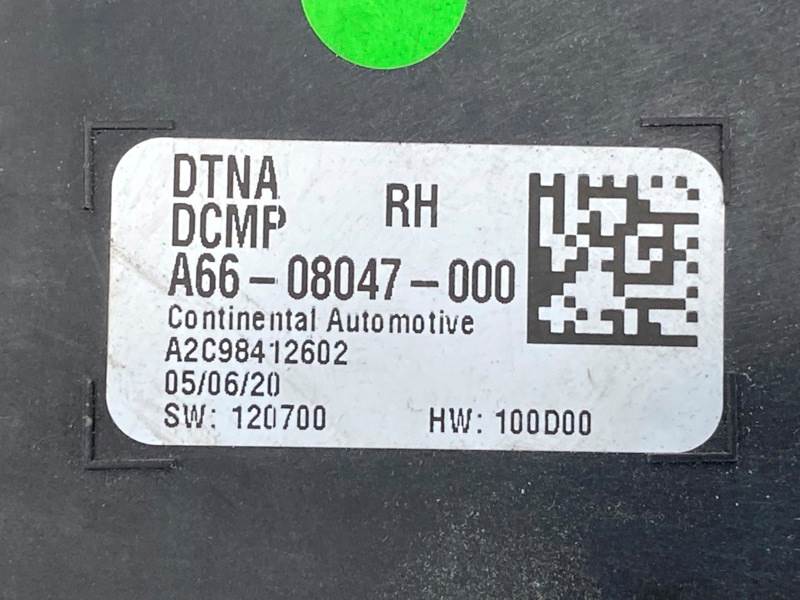 DTNA
DCMP RH
A66-08047-000
Continental Automotive
A2C98412602
05/06/20
SW: 120700 HW: 100D00